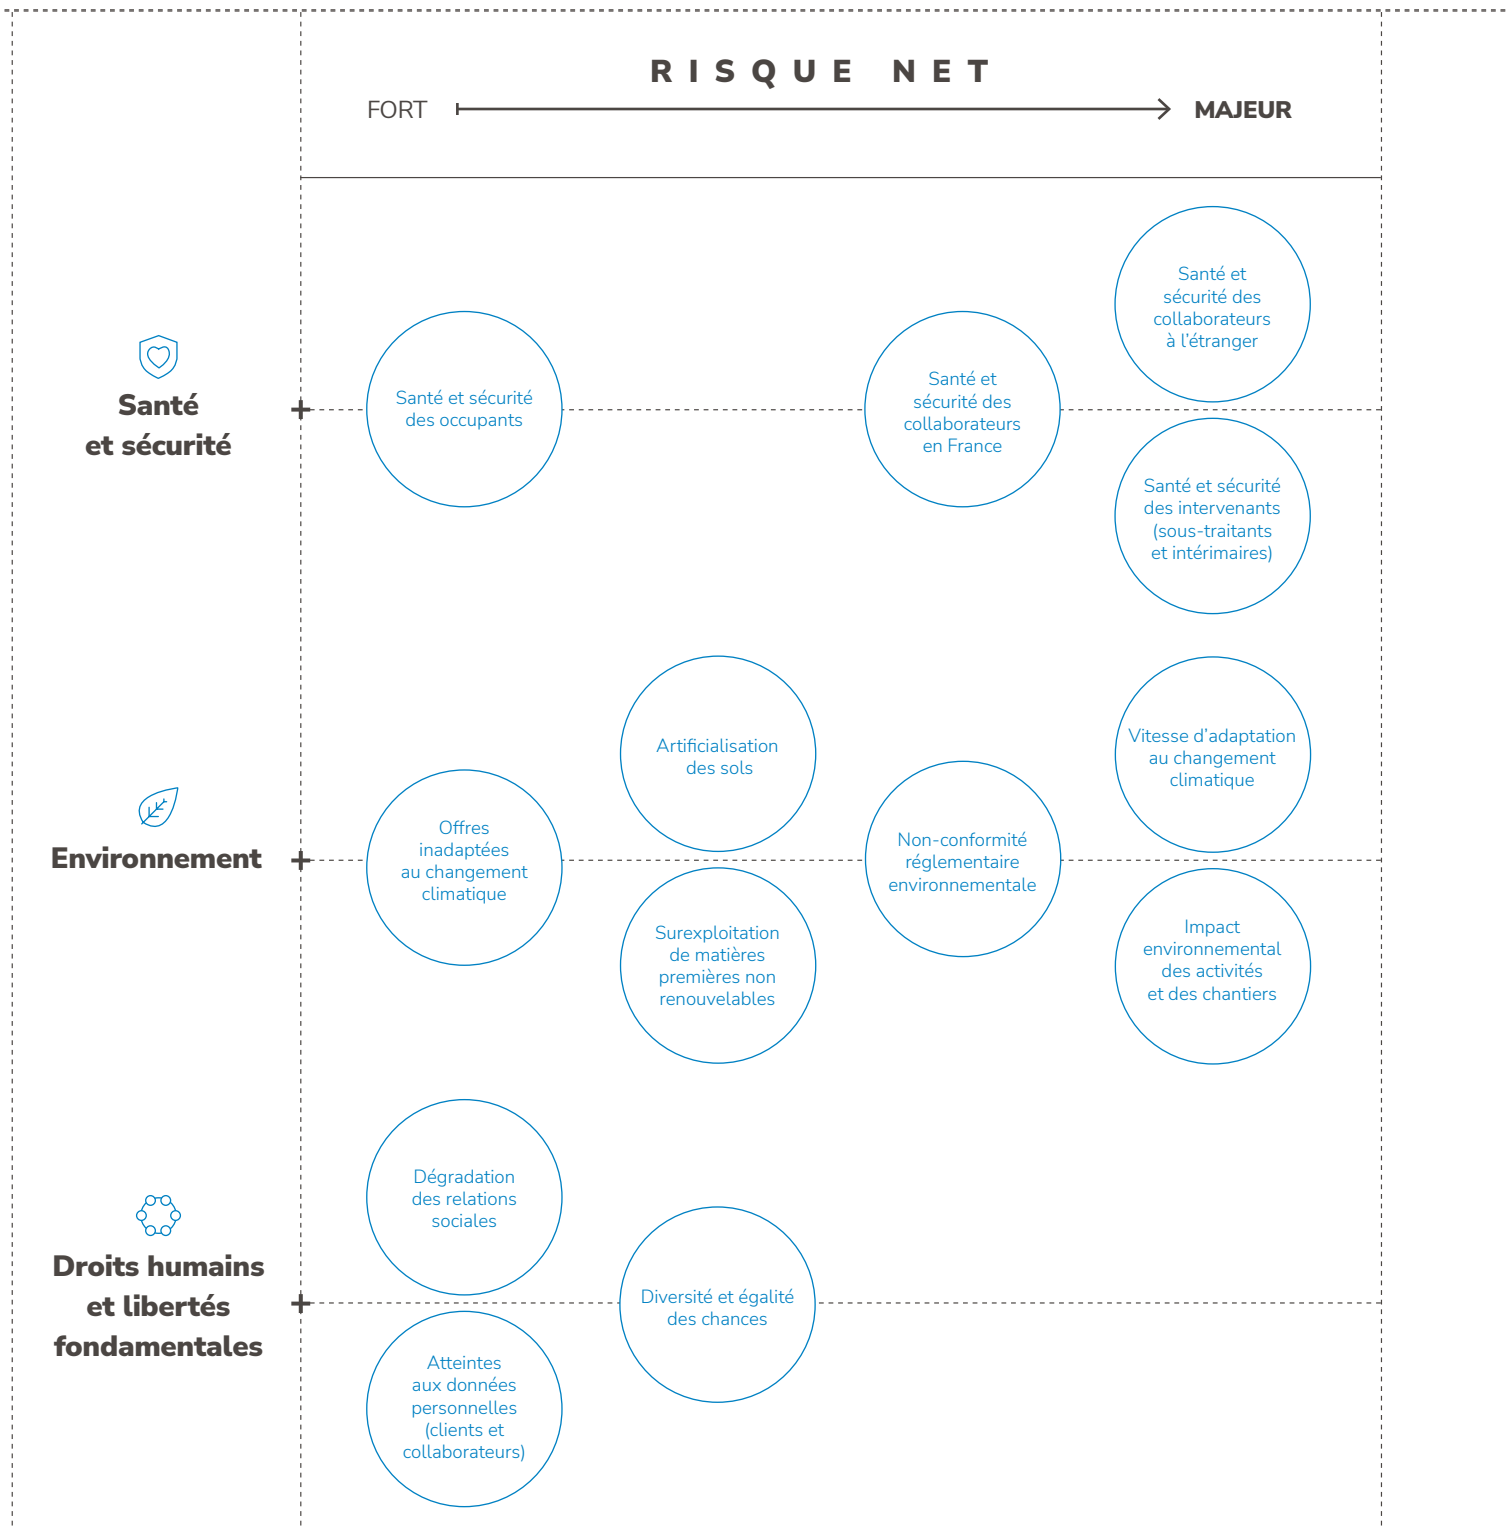 RISQUE NET
FORT
MAJEUR
Santé
et sécurité
Santé et sécurité
des occupants
Santé et
sécurité des
collaborateurs
en France
Santé et
sécurité des
collaborateurs
à l'étranger
Santé et sécurité
des intervenants
(sous-traitants
et intérimaires)
Environnement
Offres
inadaptées
au changement
climatique
Artificialisation
des sols
Surexploitation
de matières
premières non
renouvelables
Non-conformité
réglementaire
environnementale
Vitesse d'adaptation
au changement
climatique
Impact
environnemental
des activités
et des chantiers
Droits humains
et libertés
fondamentales
Dégradation
des relations
sociales
Atteintes
aux données
personnelles
(clients et
collaborateurs)
Diversité et égalité
des chances